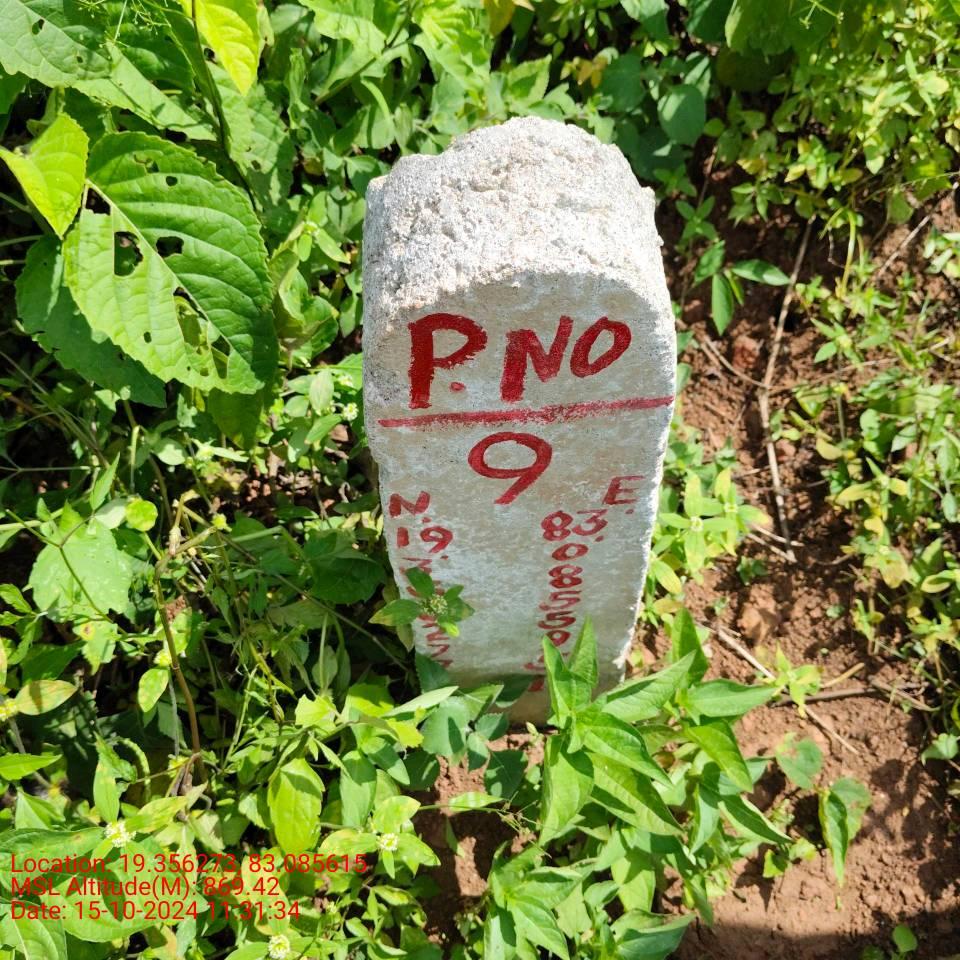 P. NO
9
N. E.
19. 83.
Location: 19.356273, 83.085615
MSL Altitude(M): 869.42
Date: 15-10-2024 11:31:34